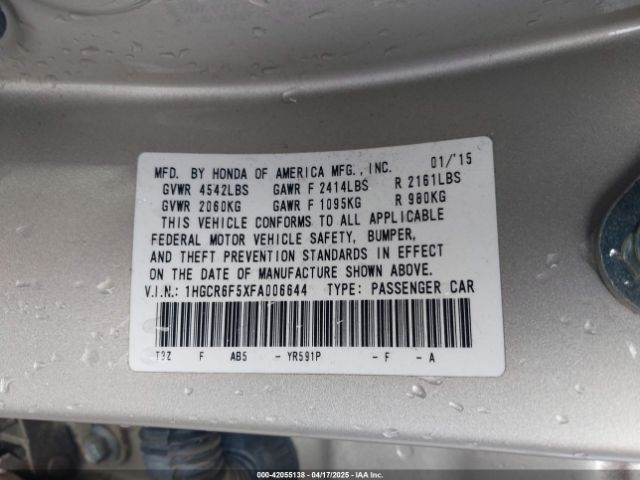 MFD. BY HONDA OF AMERICA MFG., INC. 01/'15
GVWR 4542LBS GAWR F 2414LBS R 2161LBS
GVWR 2060KG GAWR F 1095KG R 980KG
THIS VEHICLE CONFORMS TO ALL APPLICABLE
FEDERAL MOTOR VEHICLE SAFETY, BUMPER,
AND THEFT PREVENTION STANDARDS IN EFFECT
ON THE DATE OF MANUFACTURE SHOWN ABOVE.
V.I.N.: 1HGCR6F5XFA006644 TYPE: PASSENGER CAR
T3Z F AB5 - YR591P - F - A
000-42055138 - 04/17/2025 - IAA Inc.